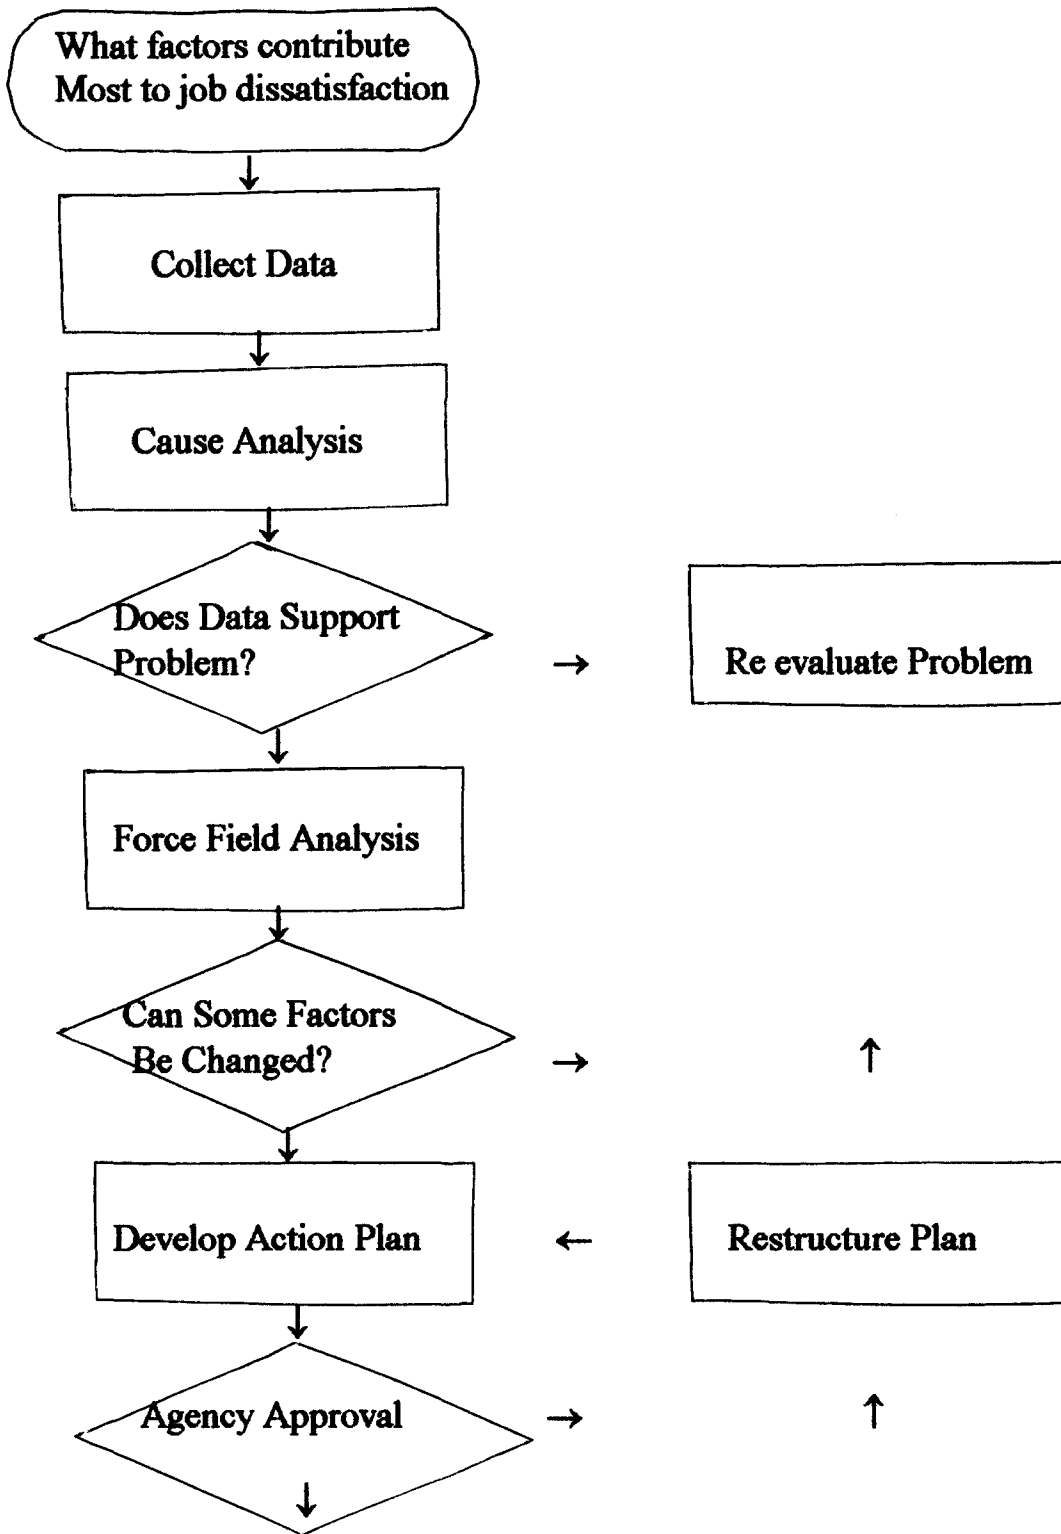 What factors contribute
Most to job dissatisfaction
Collect Data
Cause Analysis
Does Data Support
Problem?
Re evaluate Problem
Force Field Analysis
Can Some Factors
Be Changed?
Develop Action Plan
Restructure Plan
Agency Approval